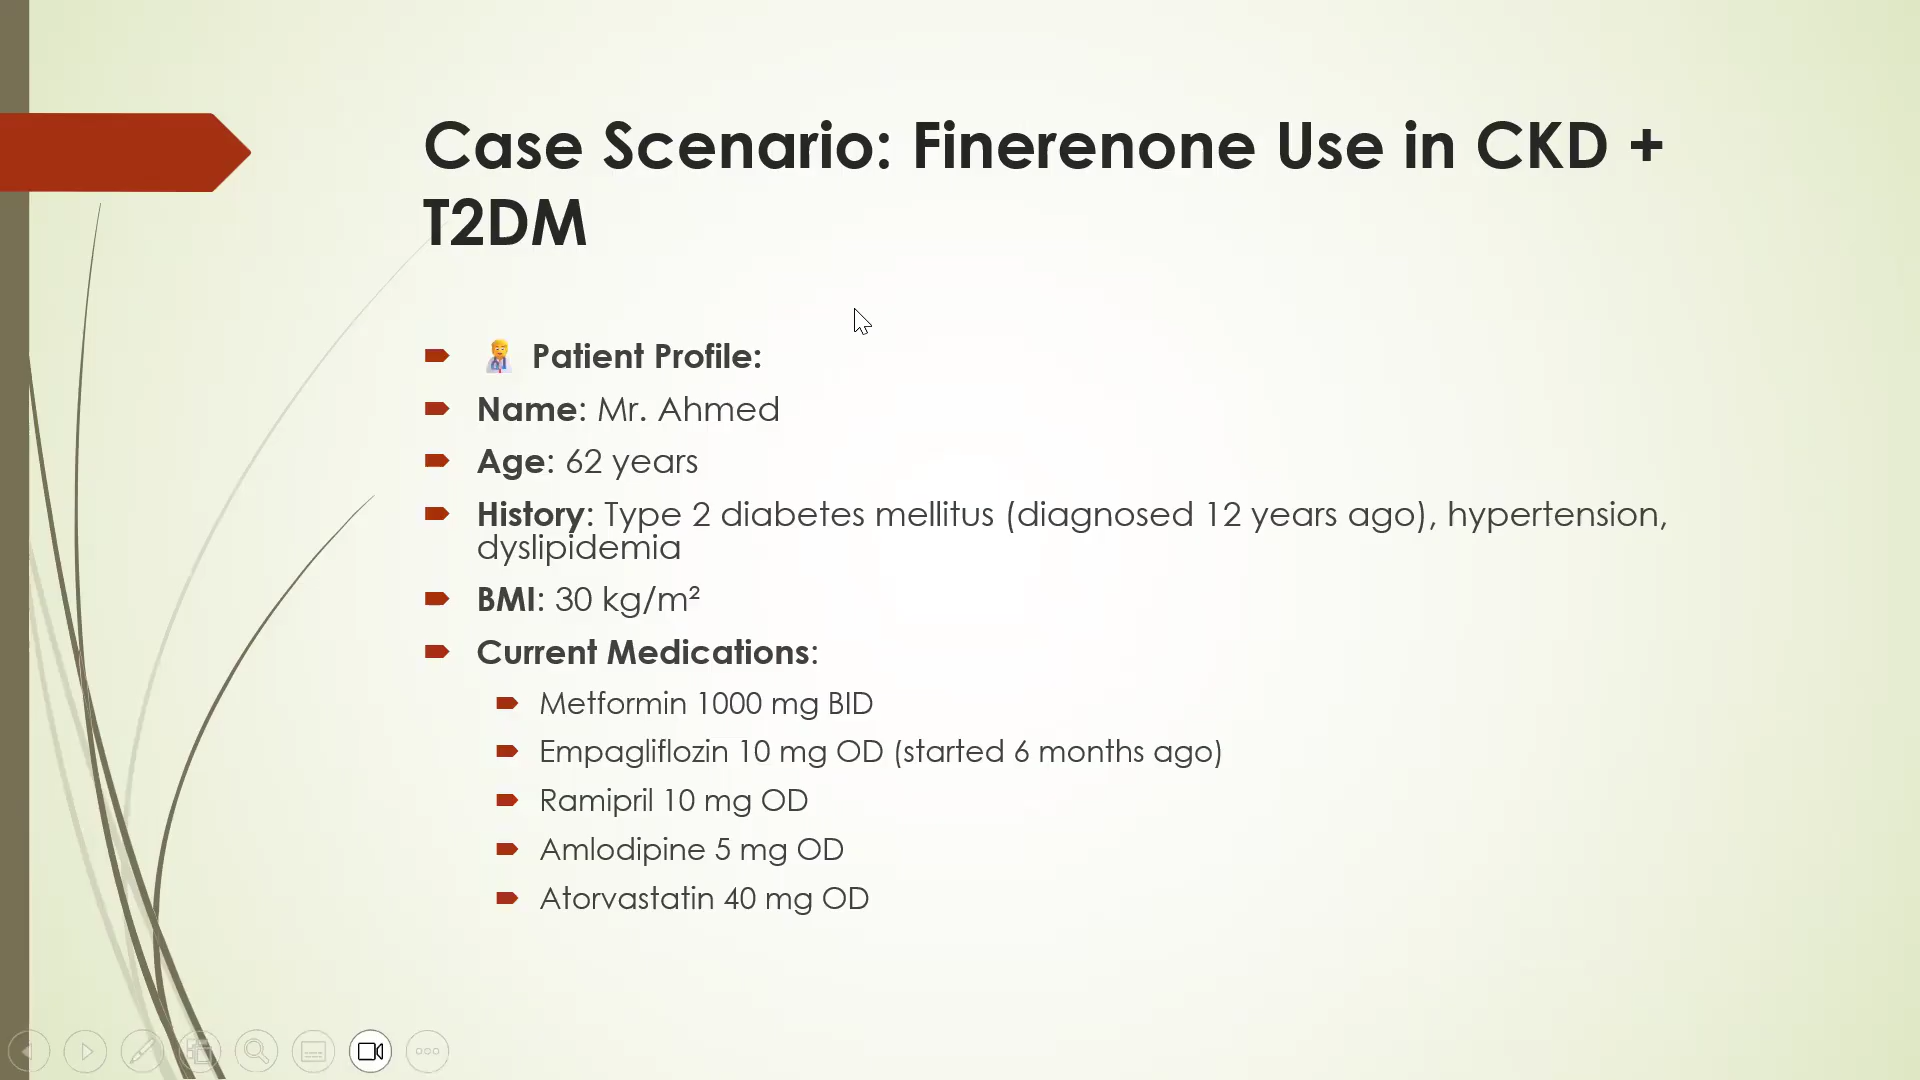 Case Scenario: Finerenone Use in CKD +
T2DM
Patient Profile:
Name: Mr. Ahmed
Age: 62 years
History: Type 2 diabetes mellitus (diagnosed 12 years ago), hypertension,
dyslipidemia
BMI: 30 kg/m²
Current Medications:
Metformin 1000 mg BID
Empagliflozin 10 mg OD (started 6 months ago)
Ramipril 10 mg OD
Amlodipine 5 mg OD
Atorvastatin 40 mg OD